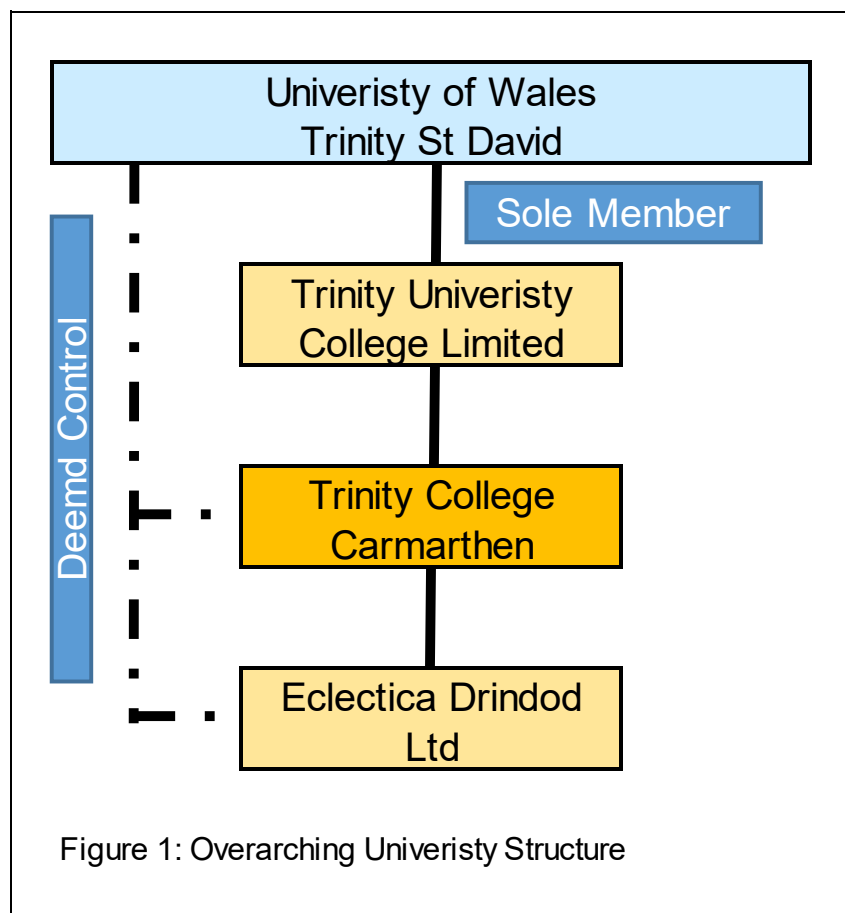 Univeristy of Wales
Trinity St David
Sole Member
Deemd Control
Trinity Univeristy
College Limited
Trinity College
Carmarthen
Eclectica Drindod
Ltd
Figure 1: Overarching Univeristy Structure